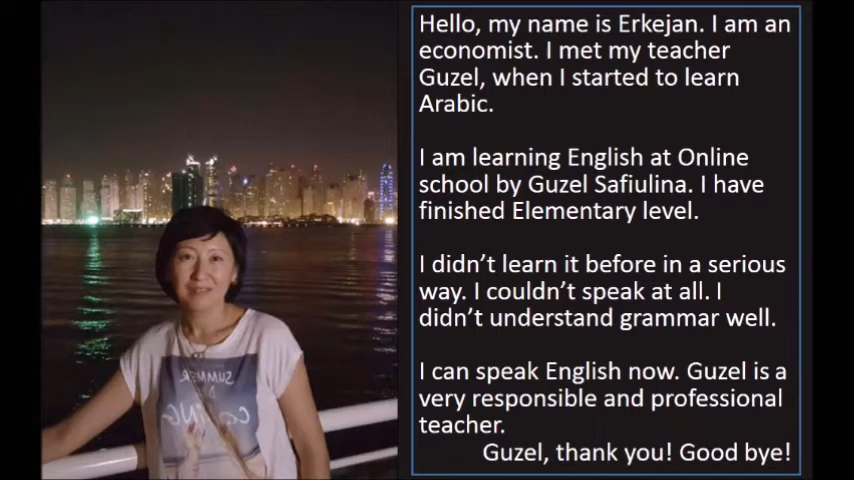 Hello, my name is Erkejan. I am an
economist. I met my teacher
Guzel, when I started to learn
Arabic.
I am learning English at Online
school by Guzel Safiulina. I have
finished Elementary level.
I didn't learn it before in a serious
way. I couldn't speak at all. I
didn't understand grammar well.
I can speak English now. Guzel is a
very responsible and professional
teacher.
Guzel, thank you! Good bye!
SUMMER